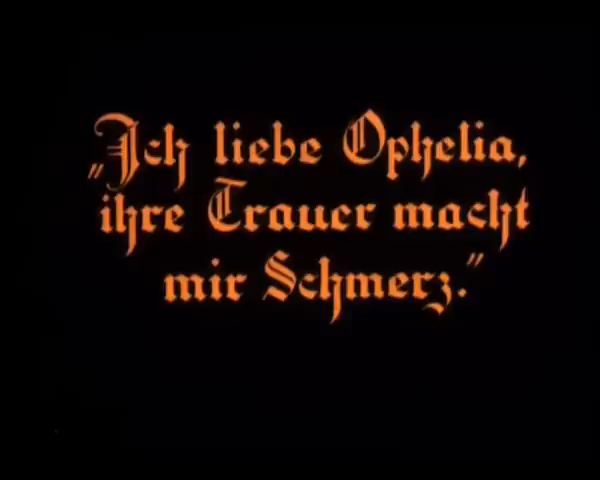 „Ich liebe Ophelia,
ihre Trauer macht
mir Schmerz.”